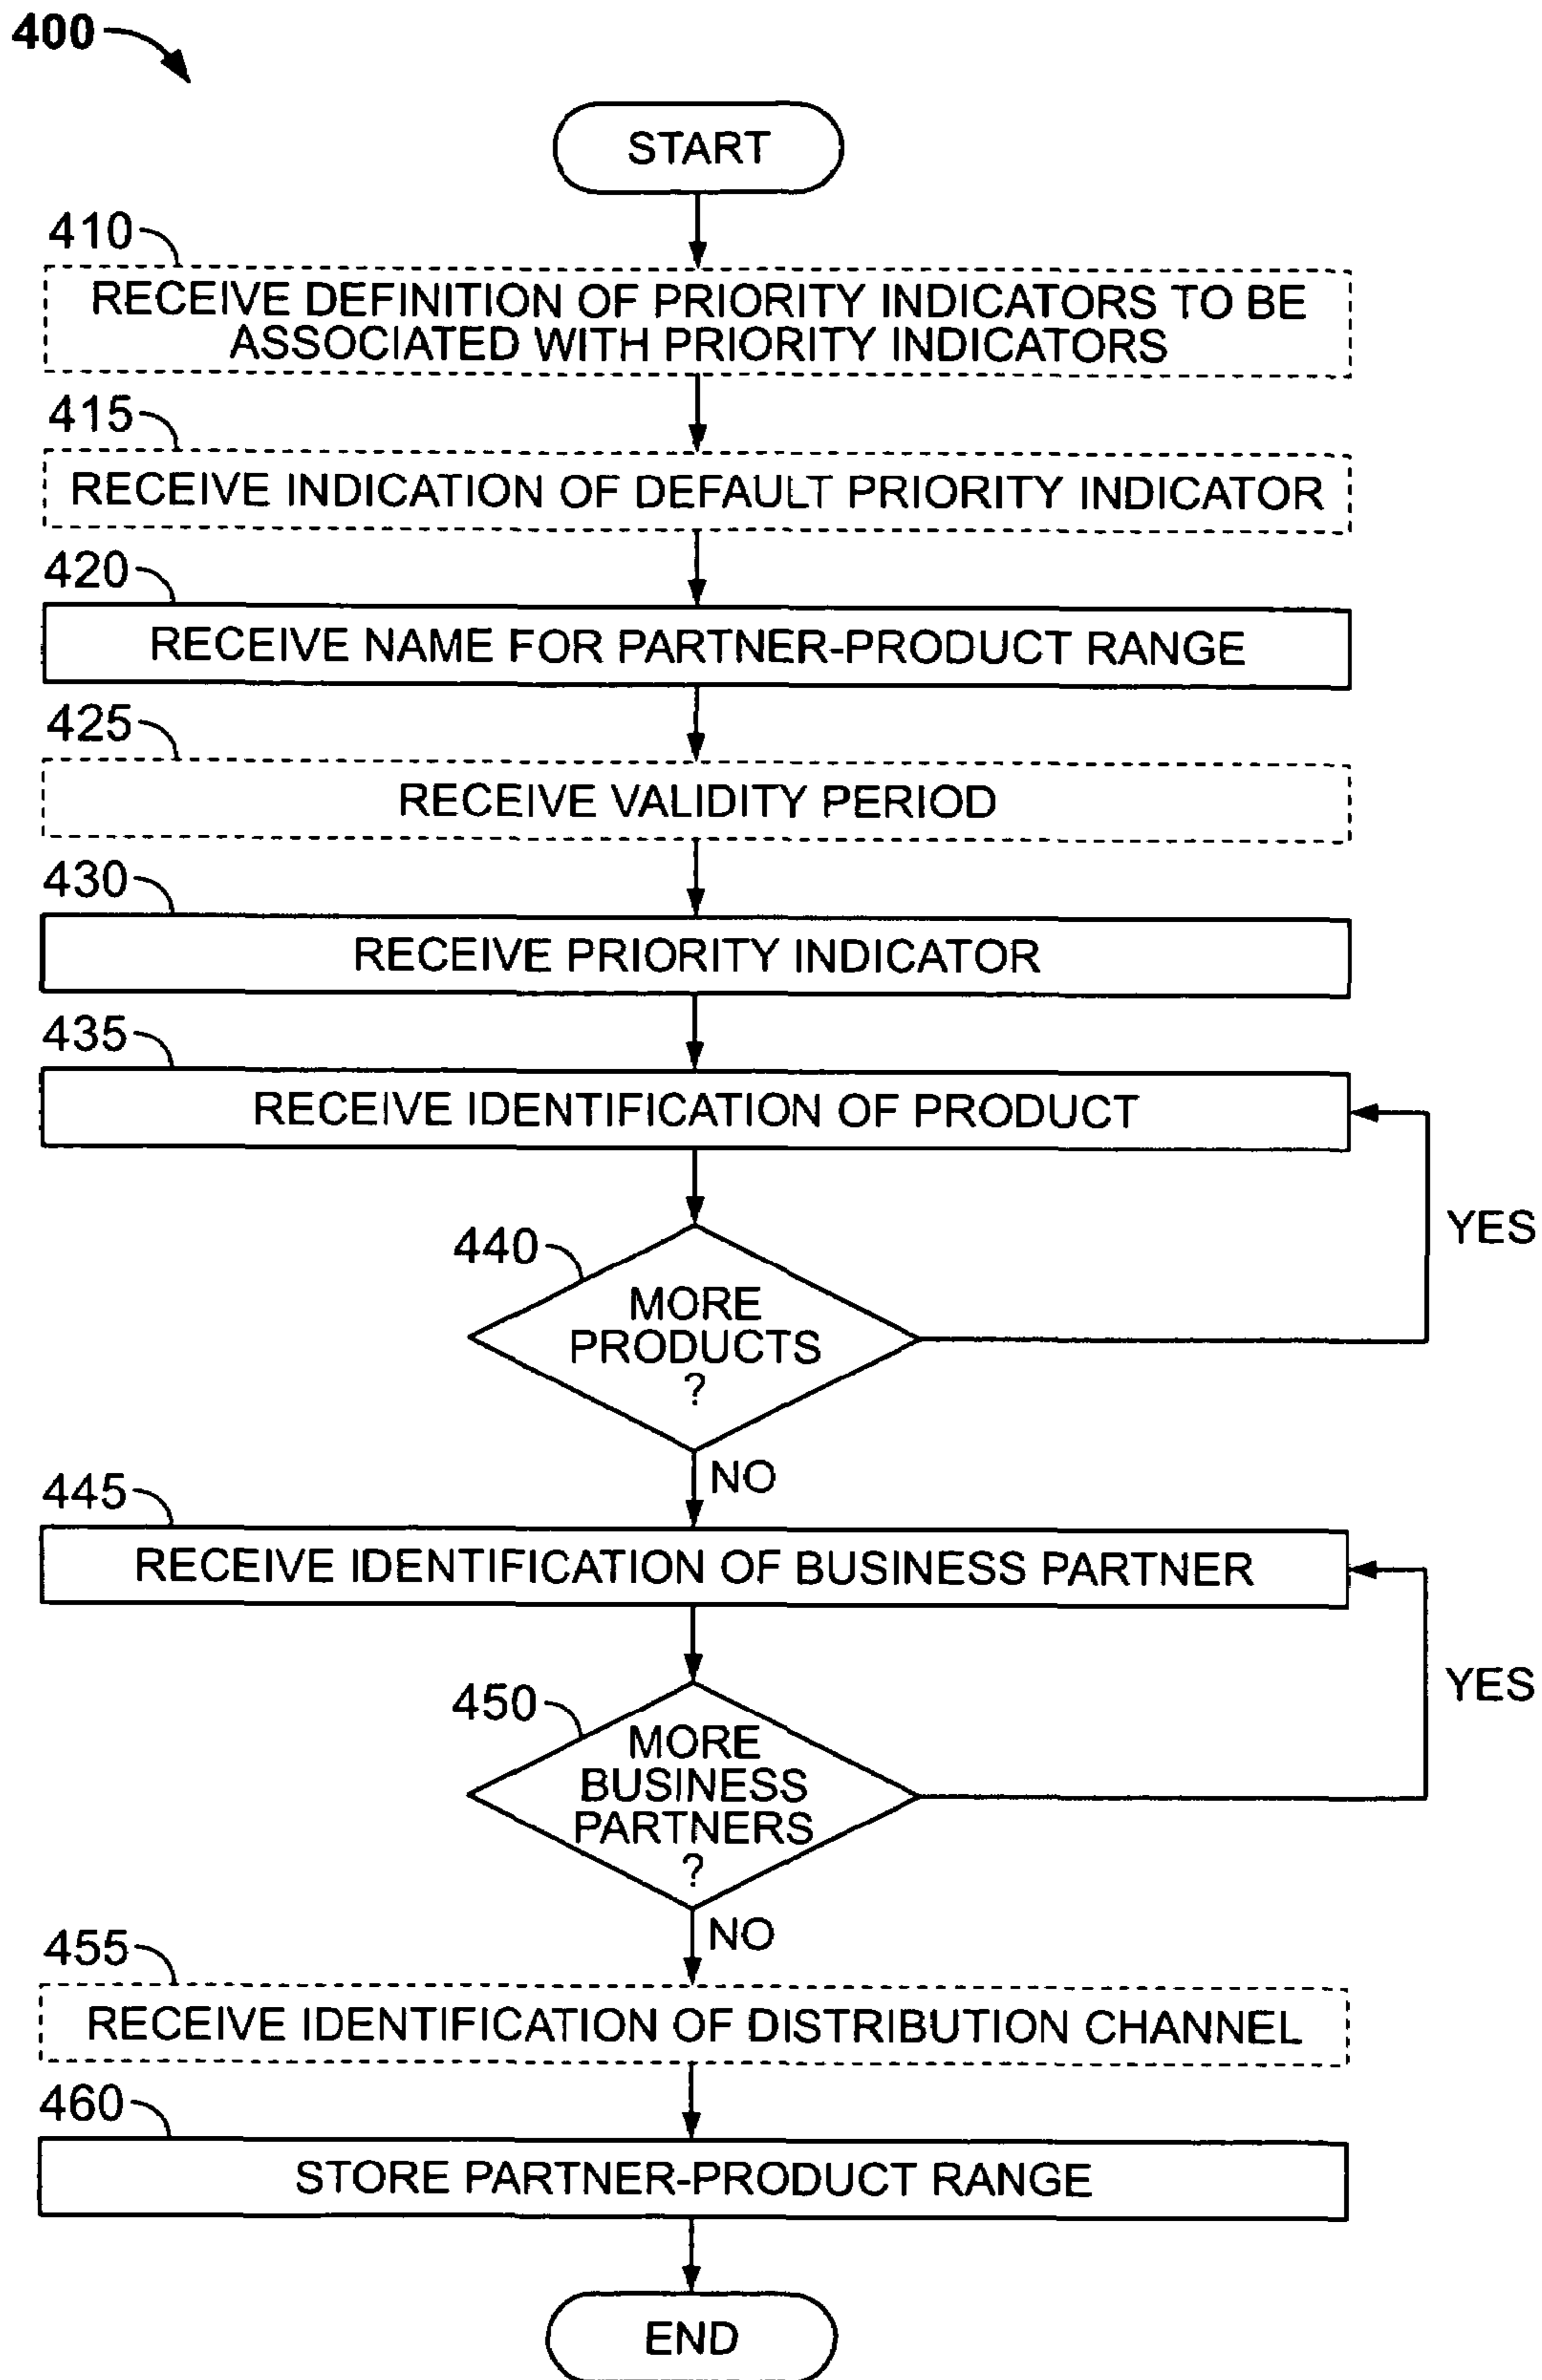 400
START
410
RECEIVE DEFINITION OF PRIORITY INDICATORS TO BE
ASSOCIATED WITH PRIORITY INDICATORS
415
RECEIVE INDICATION OF DEFAULT PRIORITY INDICATOR
420
RECEIVE NAME FOR PARTNER-PRODUCT RANGE
425
RECEIVE VALIDITY PERIOD
430
RECEIVE PRIORITY INDICATOR
435
RECEIVE IDENTIFICATION OF PRODUCT
YES
440
MORE
PRODUCTS
?
NO
445
RECEIVE IDENTIFICATION OF BUSINESS PARTNER
YES
450
MORE
BUSINESS
PARTNERS
?
NO
455
RECEIVE IDENTIFICATION OF DISTRIBUTION CHANNEL
460
STORE PARTNER-PRODUCT RANGE
END